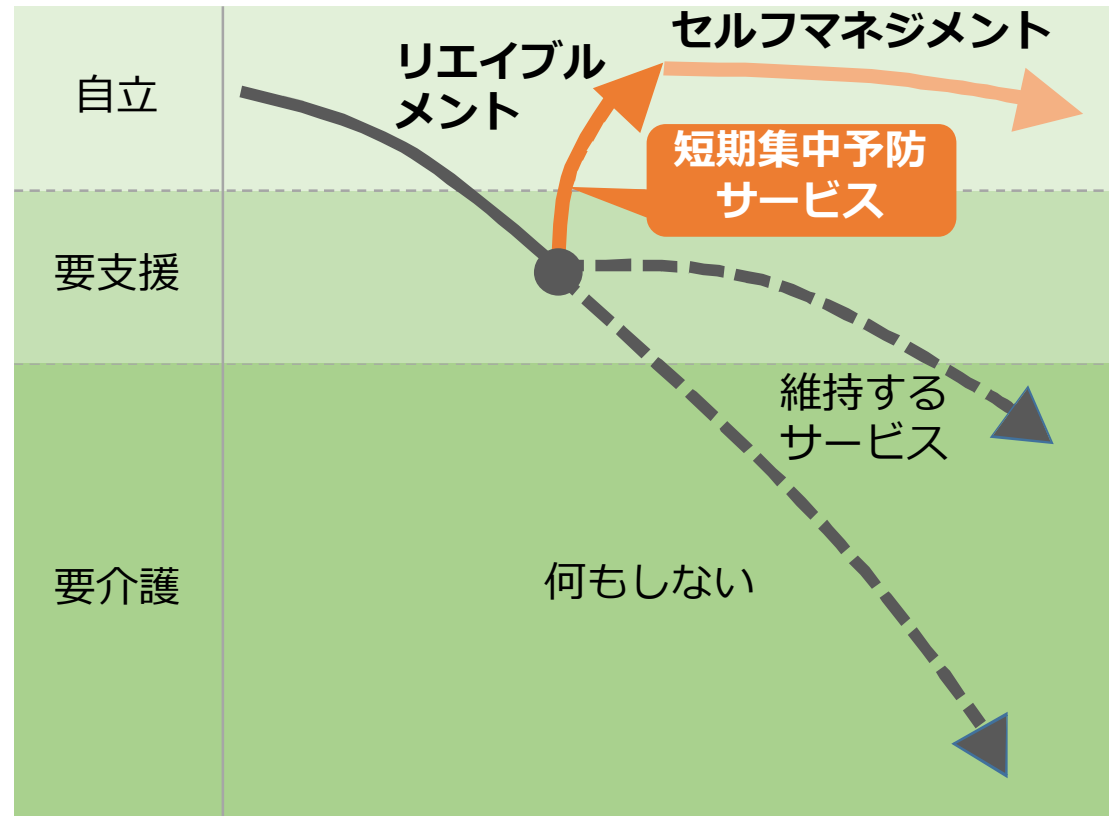 セルフマネジメント
リエイブル
メント
自立
短期集中予防
サービス
要支援
維持する
サービス
要介護
何もしない